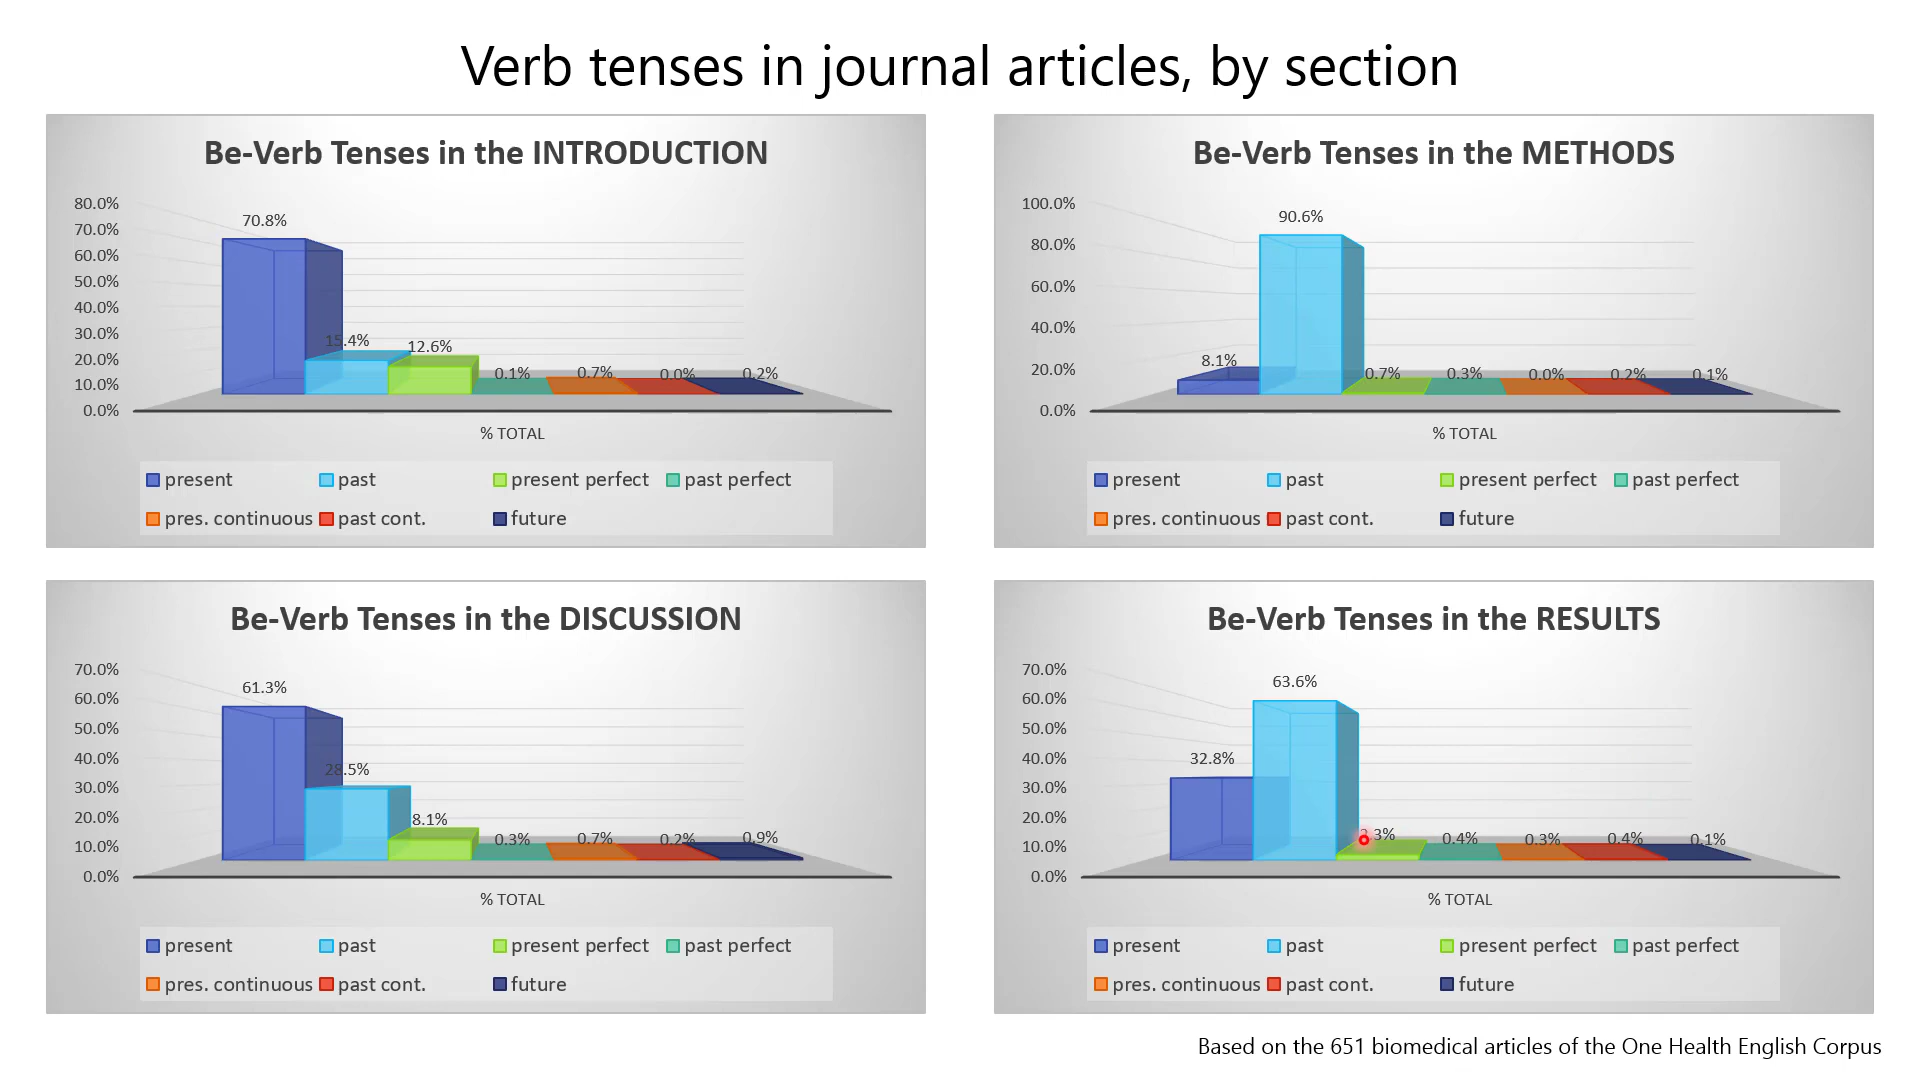 Verb tenses in journal articles, by section
Be-Verb Tenses in the INTRODUCTION
80.0%
70.0%
60.0%
50.0%
40.0%
30.0%
20.0%
10.0%
0.0%
70.8%
15.4%
12.6%
0.1%
0.7%
0.0%
0.2%
% TOTAL
present
past
present perfect
past perfect
pres. continuous
past cont.
future
Be-Verb Tenses in the METHODS
100.0%
80.0%
60.0%
40.0%
20.0%
0.0%
8.1%
90.6%
0.7%
0.3%
0.0%
0.2%
0.1%
% TOTAL
present
past
present perfect
past perfect
pres. continuous
past cont.
future
Be-Verb Tenses in the DISCUSSION
70.0%
60.0%
50.0%
40.0%
30.0%
20.0%
10.0%
0.0%
61.3%
28.5%
8.1%
0.3%
0.7%
0.2%
0.9%
% TOTAL
present
past
present perfect
past perfect
pres. continuous
past cont.
future
Be-Verb Tenses in the RESULTS
70.0%
60.0%
50.0%
40.0%
30.0%
20.0%
10.0%
0.0%
32.8%
63.6%
0.4%
0.3%
0.4%
0.1%
% TOTAL
present
past
present perfect
past perfect
pres. continuous
past cont.
future
Based on the 651 biomedical articles of the One Health English Corpus